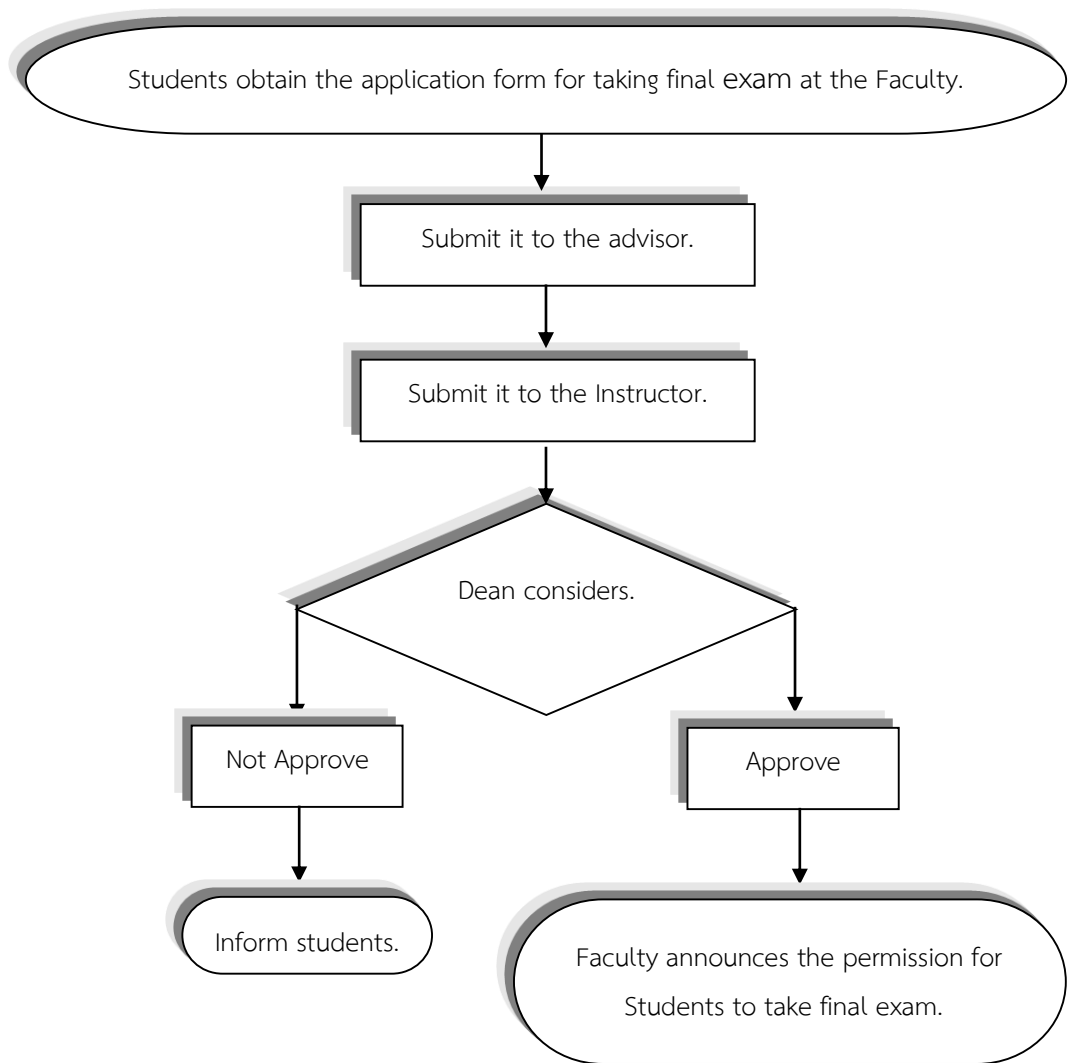 Students obtain the application form for taking final exam at the Faculty.
Submit it to the advisor.
Submit it to the Instructor.
Dean considers.
Not Approve
Approve
Inform students.
Faculty announces the permission for
Students to take final exam.